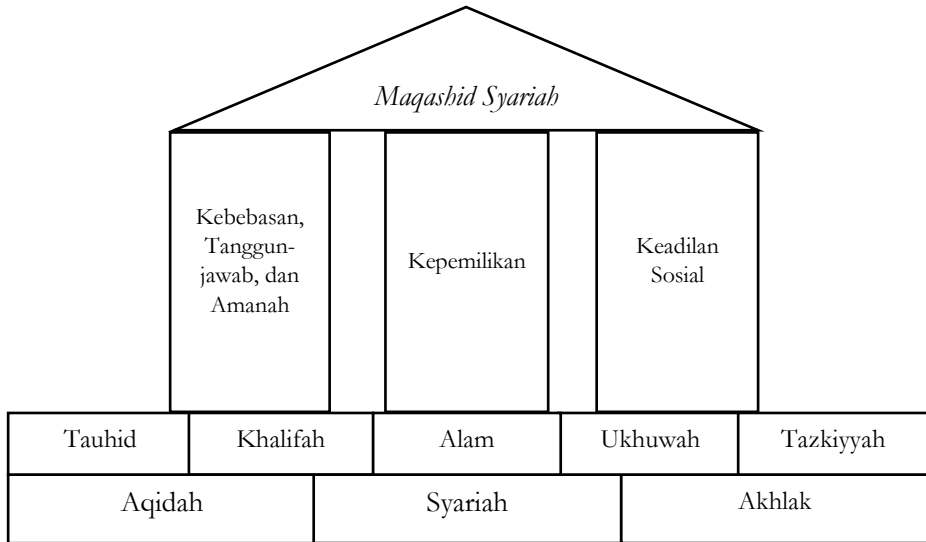 Maqashid Syariah
Kebebasan,
Tanggun-
jawab, dan
Amanah
Kepemilikan
Keadilan
Sosial
Tauhid
Khalifah
Alam
Ukhuwah
Tazkiyyah
Aqidah
Syariah
Akhlak